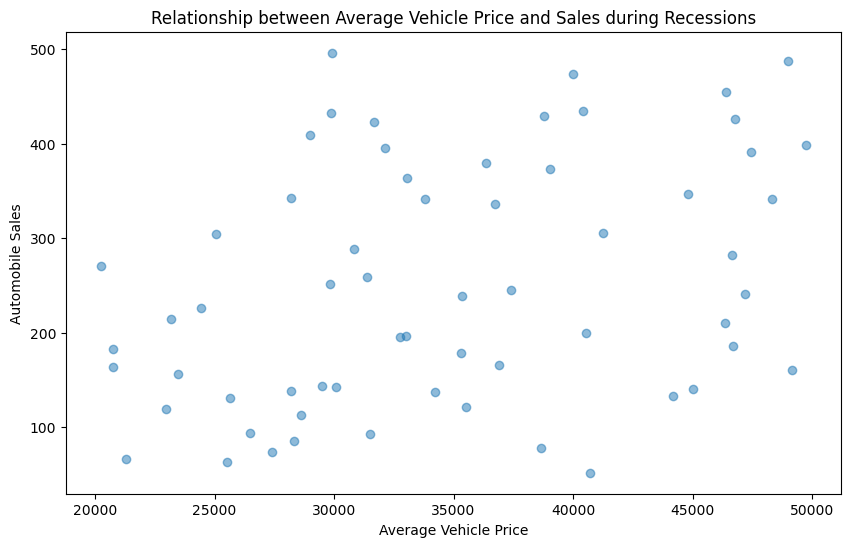 Relationship between Average Vehicle Price and Sales during Recessions
500
400
300
200
100
Automobile Sales
20000 25000 30000 35000 40000 45000 50000
Average Vehicle Price